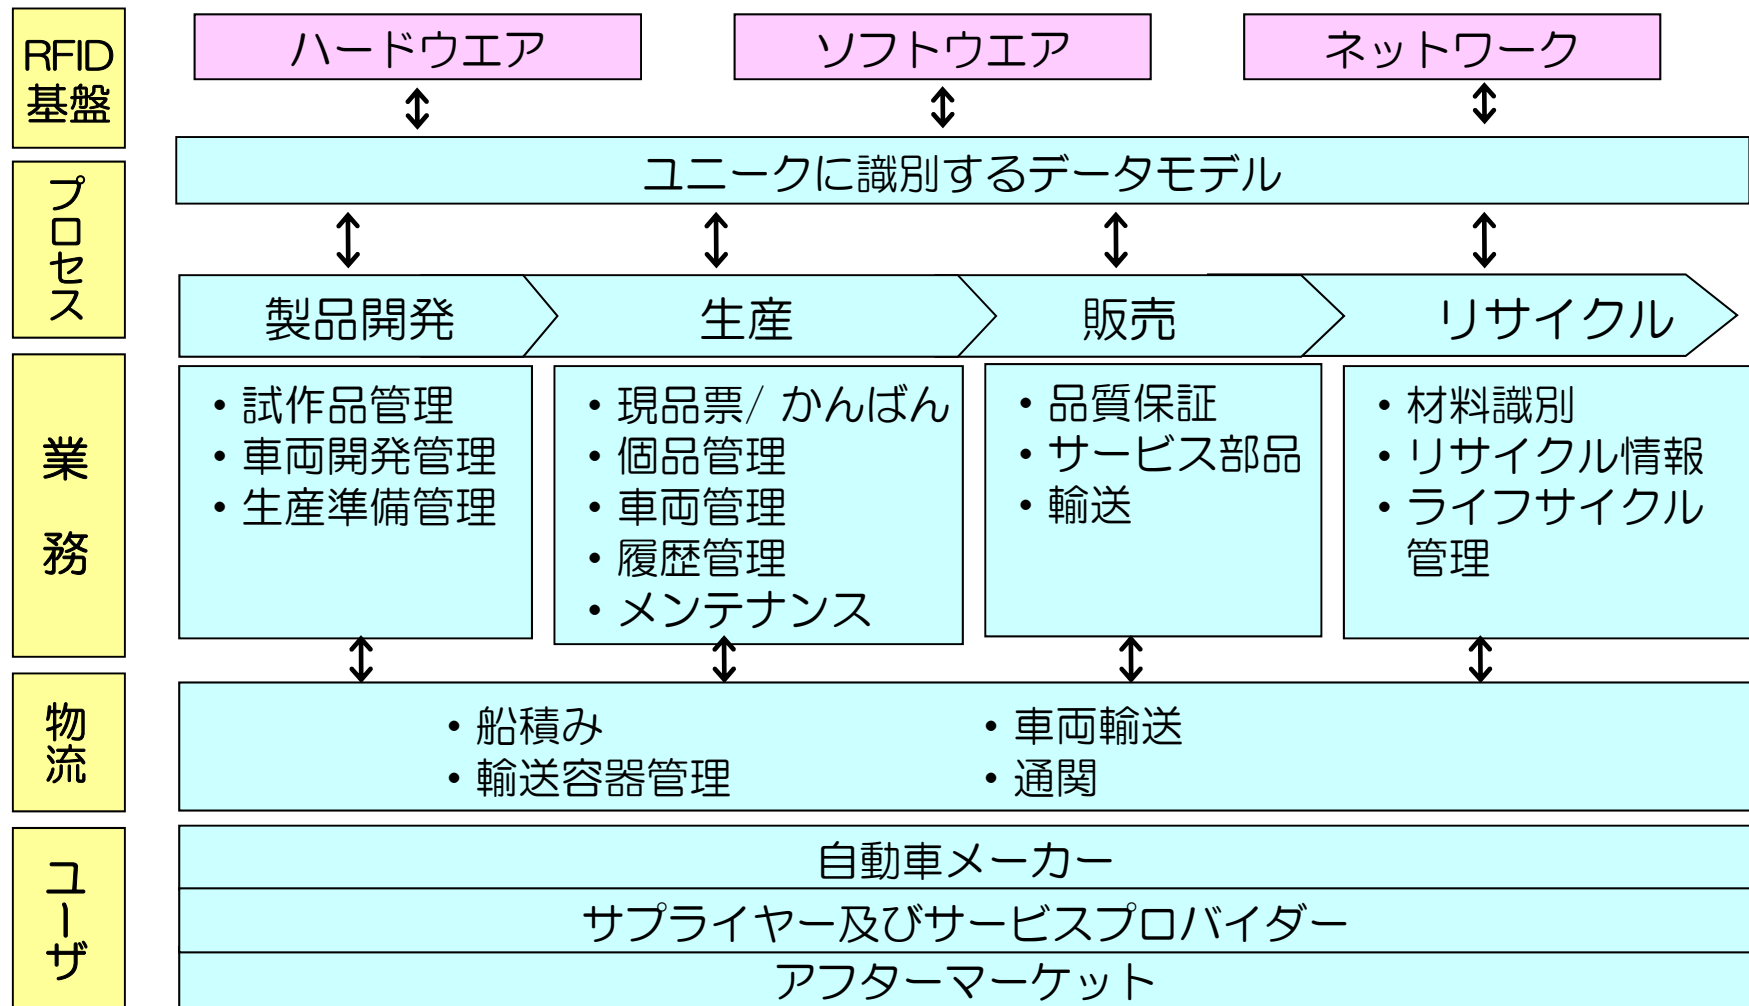 RFID
基盤
ハードウエア
ソフトウエア
ネットワーク
プロセス
ユニークに識別するデータモデル
製品開発
生産
販売
リサイクル
業務
・試作品管理
・車両開発管理
・生産準備管理
・現品票/ かんばん
・個品管理
・車両管理
・履歴管理
・メンテナンス
・品質保証
・サービス部品
・輸送
・材料識別
・リサイクル情報
・ライフサイクル
管理
物流
・船積み
・輸送容器管理
・車両輸送
・通関
ユーザ
自動車メーカー
サプライヤー及びサービスプロバイダー
アフターマーケット